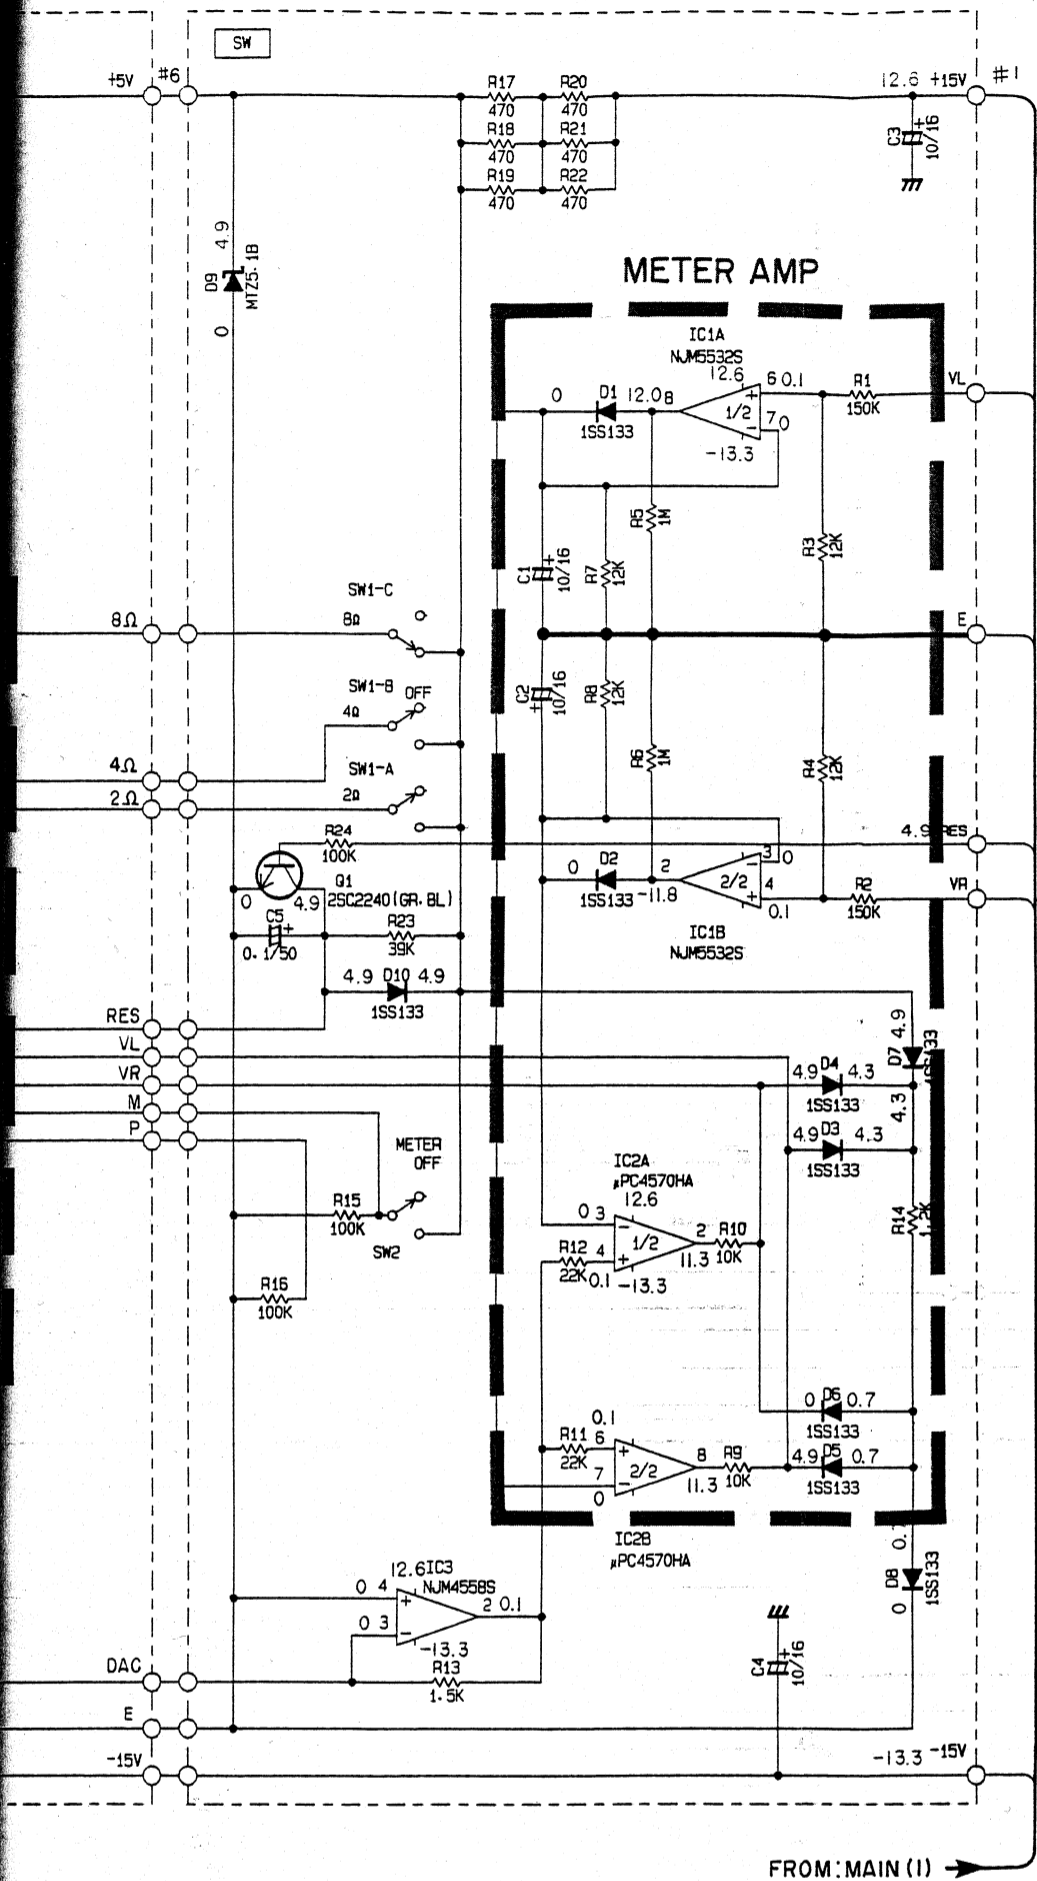 SW
+5V #6 R17 R20 12.6 +15V #1
470 470
R18 R21 C3 + 10/16
470 470
R19 R22
470 470
4.9
D9 MTZ5.1B
0
METER AMP
IC1A
NJM5532S
0 D1 12.0 8 12.6 6 0.1 R1 VL
1SS133 1/2 + 150K
7 0
-
-13.3
R5 1M
R3 12K
C1 + 10/16 R7 12K
SW1-C
8Ω 8Ω E
SW1-B OFF
C2 + 10/16 R8 12K
4Ω
R6 1M R4 12K
4Ω SW1-A
2Ω 2Ω
R24 4.9 RES
100K
3 0
0 D2 2 - VR
Q1 1SS133 -11.8 2/2 4 R2
0 4.9 2SC2240(GR.BL) + 0.1 150K
C5 + R23 IC1B
0.1/50 39K NJM5532S
4.9 D10 4.9
1SS133
RES D7 4.9 1SS133
VL
VR 4.9 D4 4.3
M 1SS133 4.3
P 4.9 D3 4.3
METER 1SS133
OFF
IC2A
µPC4570HA
12.6
R15 0 3 - 2 R10 R14 1.2K
100K 1/2
SW2 R12 4 + 11.3 10K
22K 0.1 -13.3
R16
100K
0 D6 0.7
1SS133
0.1
R11 6 + 8 R9 4.9 D5 0.7
22K 2/2 1SS133
7 - 11.3 10K
0
IC2B 0.7
µPC4570HA
12.6 IC3 D8 1SS133
0 4 NJM4558S 0
+ 2 0.1
0 3 -
-13.3
DAC R13 C4 + 10/16
1.5K
E
-15V -13.3 -15V
FROM:MAIN(1)